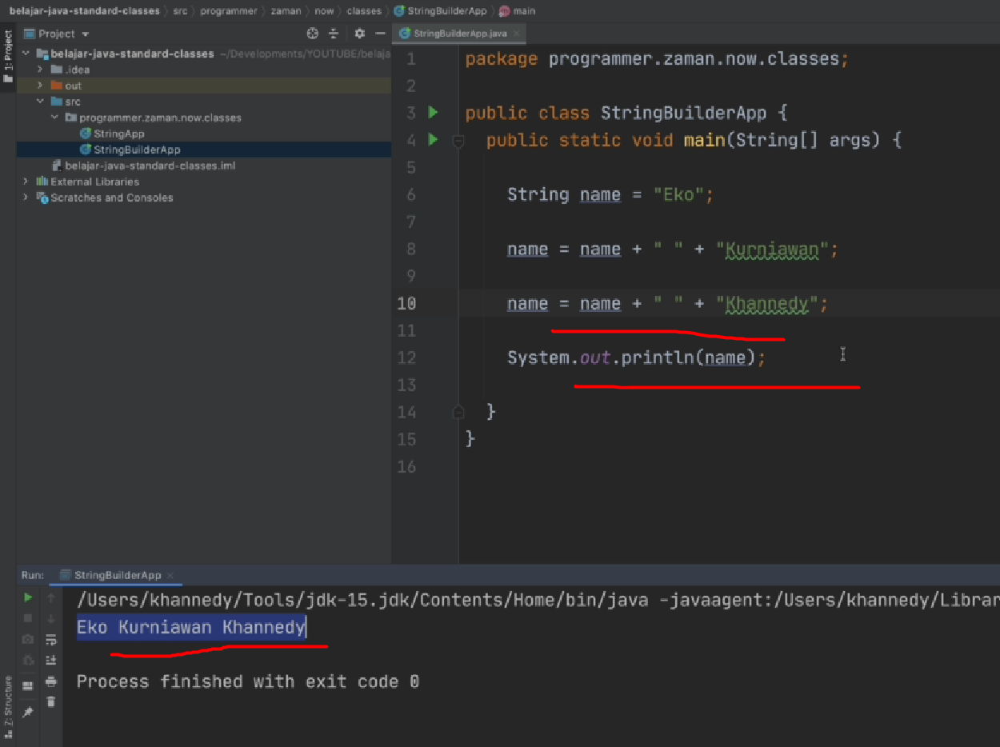 belajar-java-standard-classes src programmer zaman now classes StringBuilderApp main
1: Project
Project
belajar-java-standard-classes ~/Developments/YOUTUBE/belaja
.idea
out
src
programmer.zaman.now.classes
StringApp
StringBuilderApp
belajar-java-standard-classes.iml
External Libraries
Scratches and Consoles
StringBuilderApp.java
1 package programmer.zaman.now.classes;
2
3 public class StringBuilderApp {
4 public static void main(String[] args) {
5
6 String name = "Eko";
7
8 name = name + " " + "Kurniawan";
9
10 name = name + " " + "Khannedy";
11
12 System.out.println(name);
13
14 }
15 }
16
Run: StringBuilderApp
/Users/khannedy/Tools/jdk-15.jdk/Contents/Home/bin/java -javaagent:/Users/khannedy/Librar
Eko Kurniawan Khannedy
Process finished with exit code 0
Z: Structure